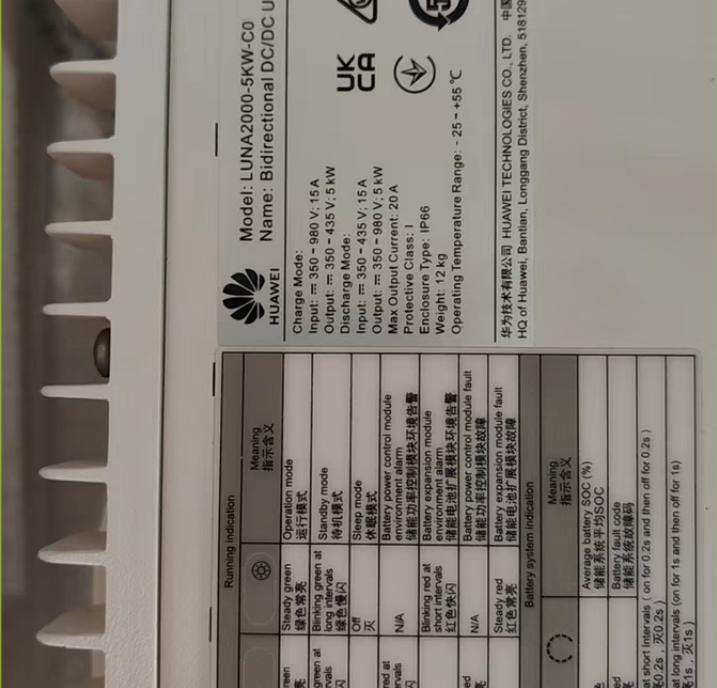 Model: LUNA2000-5KW-C0
Name: Bidirectional DC/DC
HUAWEI
UK
CA
Charge Mode:
Input: ⎓ 350 - 980 V; 15 A
Output: ⎓ 350 - 435 V; 5 kW
Discharge Mode:
Input: ⎓ 350 - 435 V; 15 A
Output: ⎓ 350 - 980 V; 5 kW
Max Output Current: 20 A
Protective Class: I
Enclosure Type: IP66
Weight: 12 kg
Operating Temperature Range: - 25 ~ +55 ℃
华为技术有限公司 HUAWEI TECHNOLOGIES CO., LTD. 中国
HQ of Huawei, Bantian, Longgang District, Shenzhen, 518129
Running indication
Meaning
指示含义
Steady green
绿色常亮
Operation mode
运行模式
Blinking green at
long intervals
绿色慢闪
Standby mode
待机模式
Off
灭
Sleep mode
休眠模式
N/A
Battery power control module
environment alarm
储能功率控制模块环境告警
Blinking red at
short intervals
红色快闪
Battery expansion module
environment alarm
储能电池扩展模块环境告警
N/A
Battery power control module fault
储能功率控制模块故障
Steady red
红色常亮
Battery expansion module fault
储能电池扩展模块故障
Battery system indication
Meaning
指示含义
Average battery SOC (%)
储能系统平均SOC
Battery fault code
储能系统故障码
at short intervals ( on for 0.2s and then off for 0.2s )
0.2s , 灭0.2s )
at long intervals (on for 1s and then off for 1s)
1s , 灭1s )